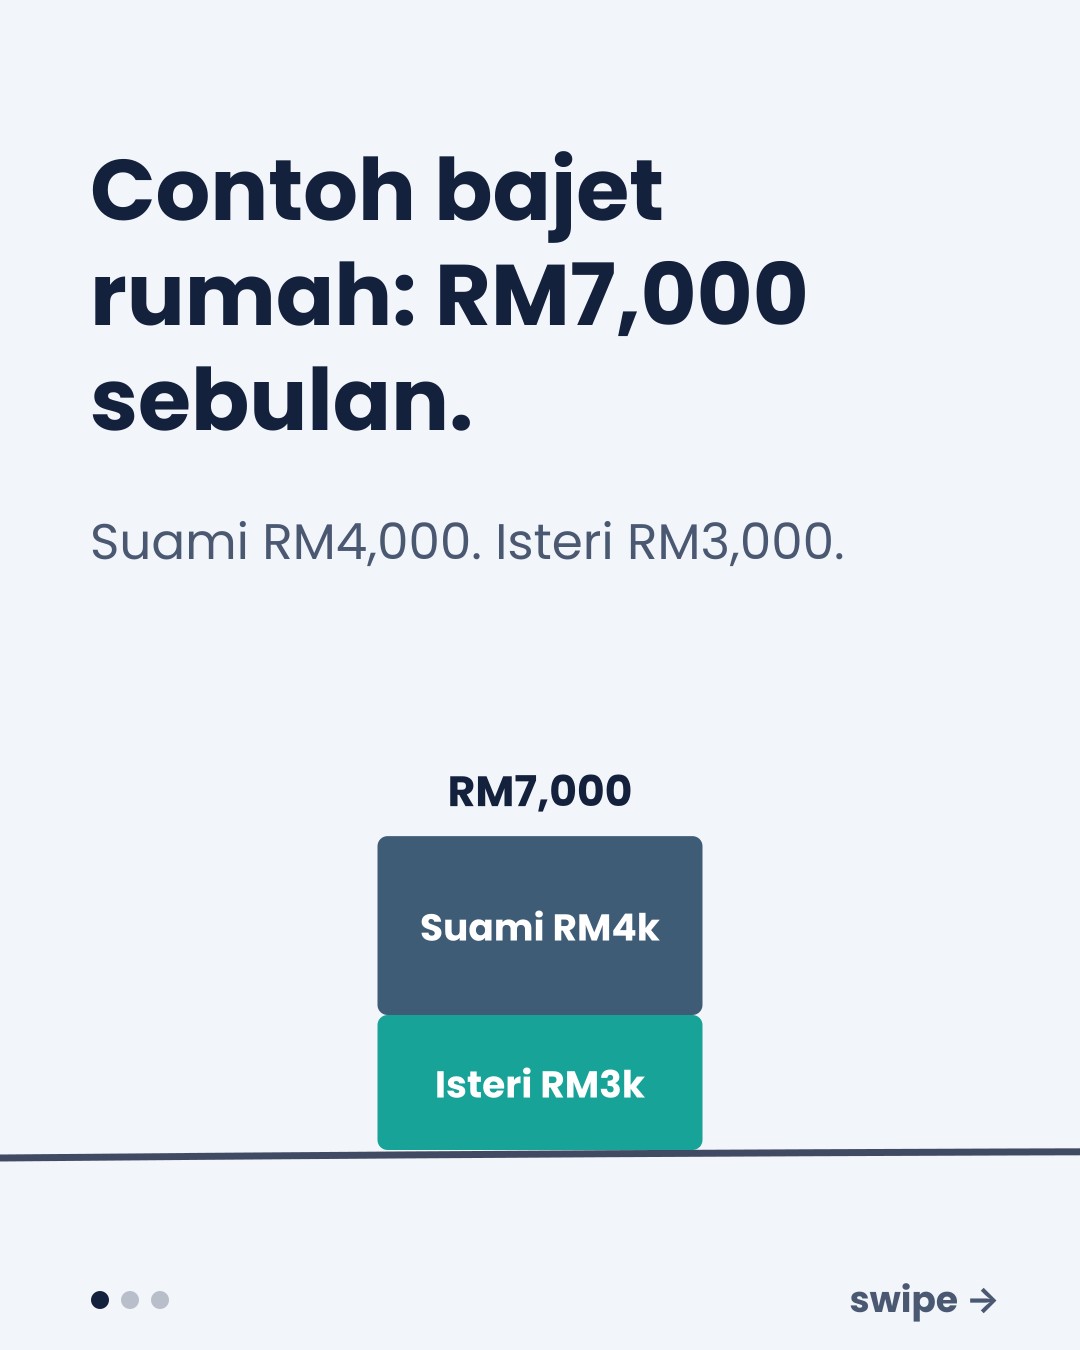 Contoh bajet
rumah: RM7,000
sebulan.
Suami RM4,000. Isteri RM3,000.
RM7,000
Suami RM4k
Isteri RM3k
swipe →